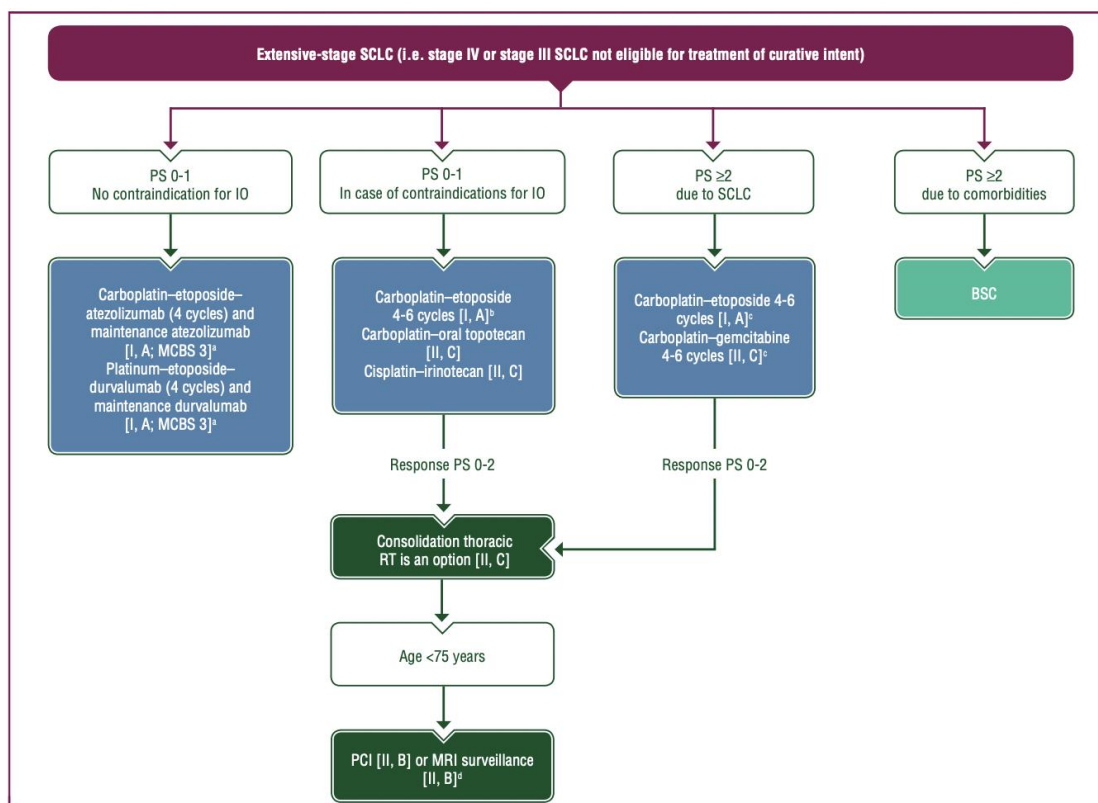 Extensive-stage SCLC (i.e. stage IV or stage III SCLC not eligible for treatment of curative intent)
PS 0-1
No contraindication for IO
PS 0-1
In case of contraindications for IO
PS ≥2
due to SCLC
PS ≥2
due to comorbidities
Carboplatin–etoposide–
atezolizumab (4 cycles) and
maintenance atezolizumab
[I, A; MCBS 3]ᵃ
Platinum–etoposide–
durvalumab (4 cycles) and
maintenance durvalumab
[I, A; MCBS 3]ᵃ
Carboplatin–etoposide
4-6 cycles [I, A]ᵇ
Carboplatin–oral topotecan
[II, C]
Cisplatin–irinotecan [II, C]
Carboplatin–etoposide 4-6
cycles [I, A]ᶜ
Carboplatin–gemcitabine
4-6 cycles [II, C]ᶜ
BSC
Response PS 0-2
Response PS 0-2
Consolidation thoracic
RT is an option [II, C]
Age <75 years
PCI [II, B] or MRI surveillance
[II, B]ᵈ